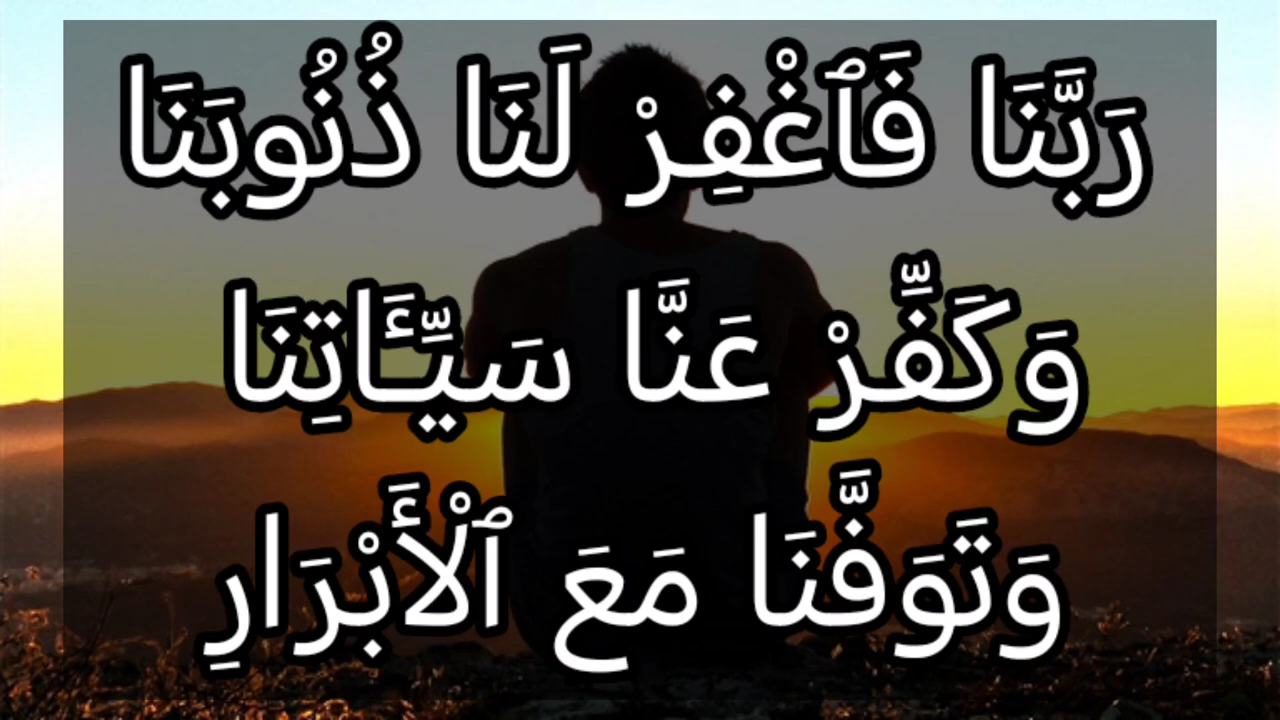 رَبَّنَا فَٱغْفِرْ لَنَا ذُنُوبَنَا
وَكَفِّرْ عَنَّا سَيِّـَٔاتِنَا
وَتَوَفَّنَا مَعَ ٱلْأَبْرَارِ